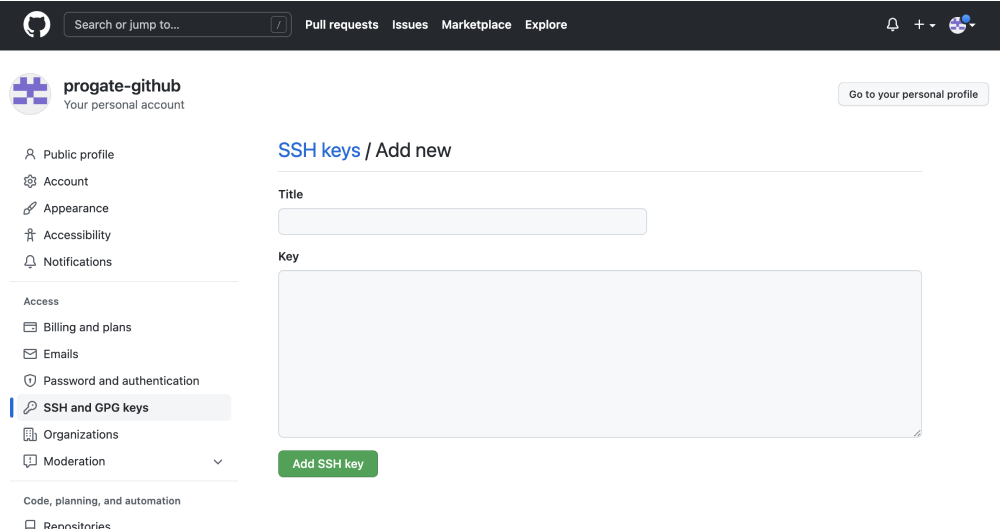 Search or jump to... /
Pull requests Issues Marketplace Explore
progate-github
Your personal account
Go to your personal profile
Public profile
Account
Appearance
Accessibility
Notifications
Access
Billing and plans
Emails
Password and authentication
SSH and GPG keys
Organizations
Moderation
Code, planning, and automation
Repositories
SSH keys / Add new
Title
Key
Add SSH key